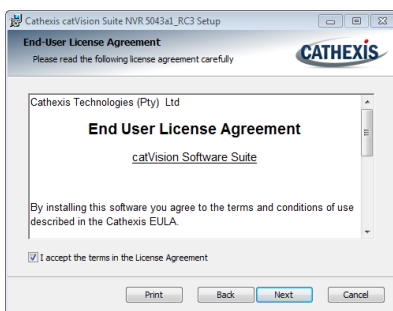 Cathexis catVision Suite NVR 5043a1_RC3 Setup
End-User License Agreement
Please read the following license agreement carefully
CATHEXIS
Cathexis Technologies (Pty) Ltd
End User License Agreement
catVision Software Suite
By installing this software you agree to the terms and conditions of use
described in the Cathexis EULA.
I accept the terms in the License Agreement
Print Back Next Cancel